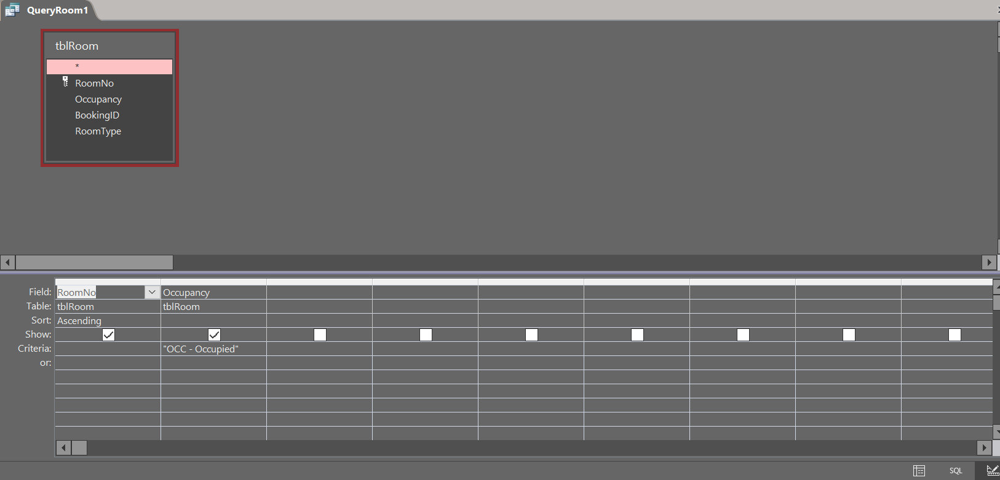 QueryRoom1
tblRoom
*
RoomNo
Occupancy
BookingID
RoomType
Field: RoomNo Occupancy
Table: tblRoom tblRoom
Sort: Ascending
Show:
Criteria: "OCC - Occupied"
or:
SQL